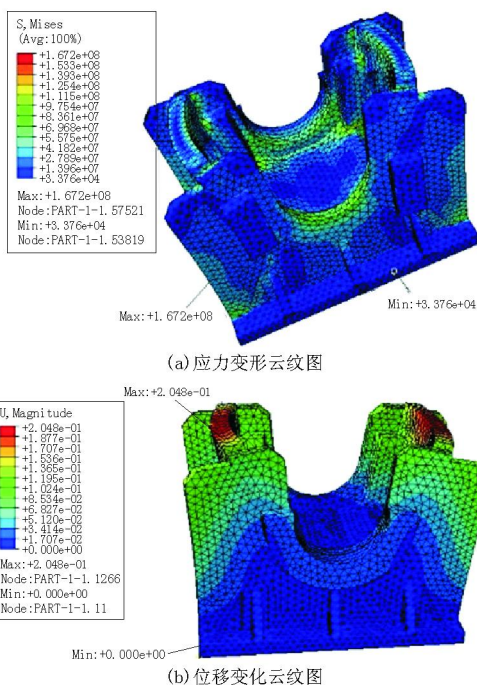 S, Mises
(Avg:100%)
+1.672e+08
+1.533e+08
+1.393e+08
+1.254e+08
+1.115e+08
+9.754e+07
+8.361e+07
+6.968e+07
+5.575e+07
+4.182e+07
+2.789e+07
+1.396e+07
+3.376e+04
Max:+1.672e+08
Node:PART-1-1.57521
Min:+3.376e+04
Node:PART-1-1.53819
Max:+1.672e+08
Min:+3.376e+04
(a)应力变形云纹图
Max:+2.048e-01
U, Magnitude
+2.048e-01
+1.877e-01
+1.707e-01
+1.536e-01
+1.365e-01
+1.195e-01
+1.024e-01
+8.534e-02
+6.827e-02
+5.120e-02
+3.414e-02
+1.707e-02
+0.000e+00
Max:+2.048e-01
Node:PART-1-1.1266
Min:+0.000e+00
Node:PART-1-1.11
Min:+0.000e+00
(b)位移变化云纹图